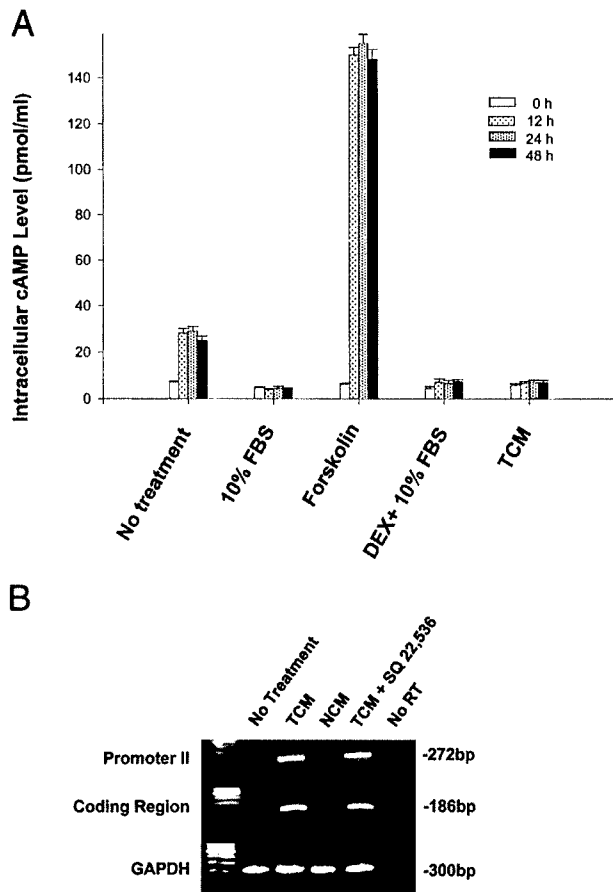 A
Intracellular cAMP Level (pmol/ml)
140
120
100
80
60
40
20
0
0 h
12 h
24 h
48 h
No treatment
10% FBS
Forskolin
DEX+ 10% FBS
TCM
B
No Treatment
TCM
NCM
TCM + SQ 22,536
No RT
Promoter II
-272bp
Coding Region
-186bp
GAPDH
-300bp